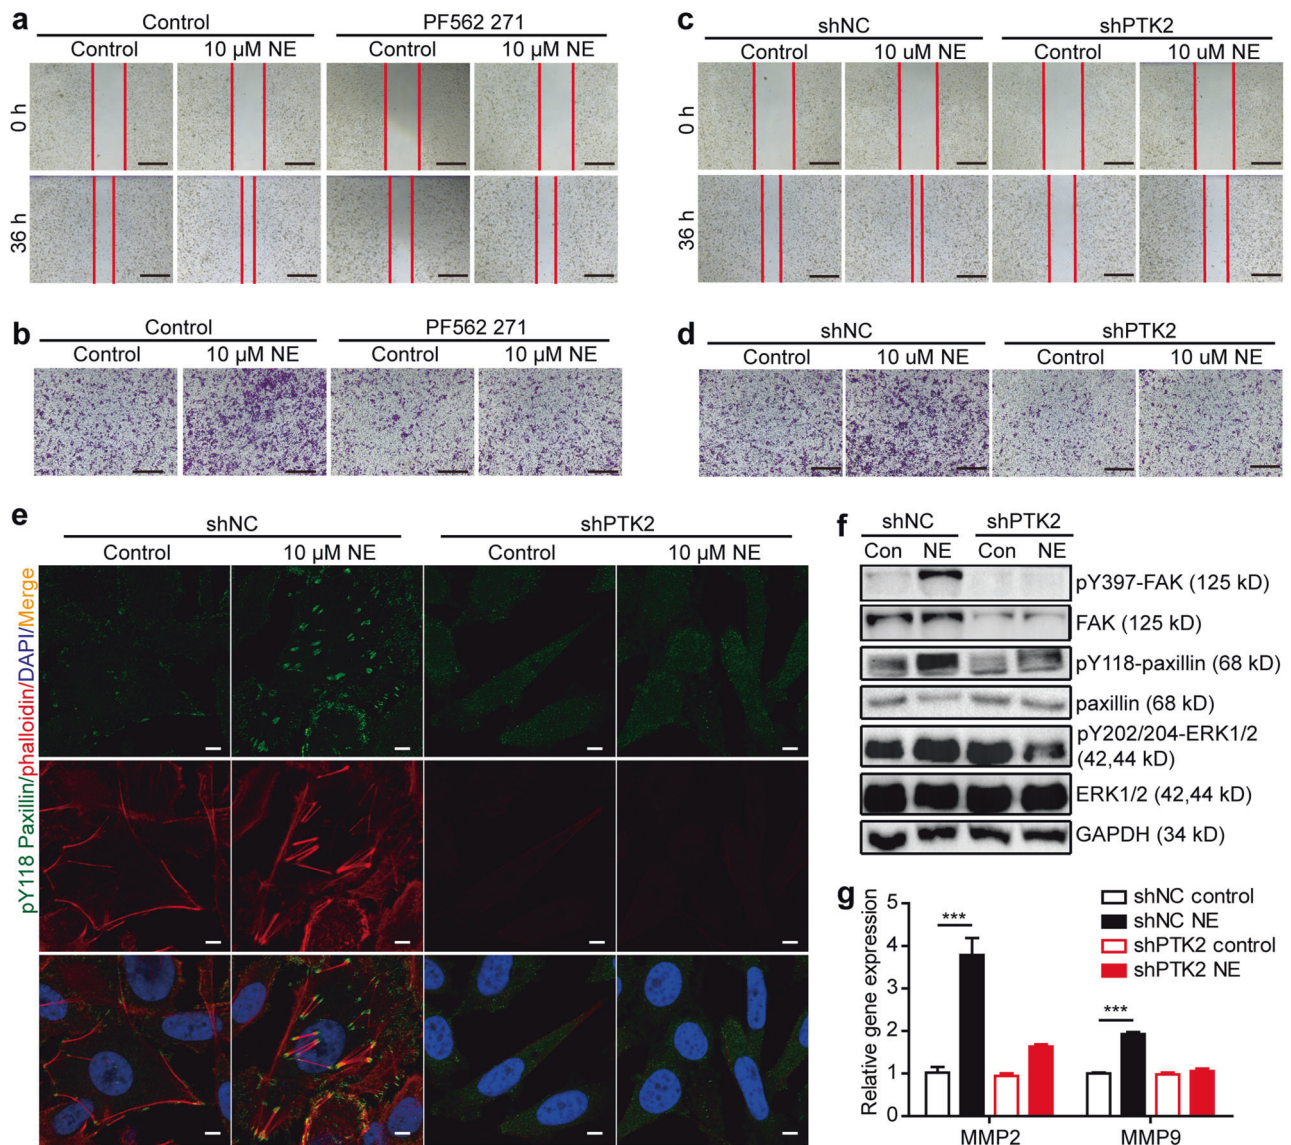 a
Control
PF562 271
Control
10 µM NE
Control
10 µM NE
0 h
36 h
c
shNC
shPTK2
Control
10 uM NE
Control
10 uM NE
0 h
36 h
b
Control
PF562 271
Control
10 µM NE
Control
10 µM NE
d
shNC
shPTK2
Control
10 uM NE
Control
10 uM NE
e
shNC
shPTK2
Control
10 µM NE
Control
10 µM NE
pY118 Paxillin/phalloidin/DAPI/Merge
f
shNC
shPTK2
Con
NE
Con
NE
pY397-FAK (125 kD)
FAK (125 kD)
pY118-paxillin (68 kD)
paxillin (68 kD)
pY202/204-ERK1/2
(42,44 kD)
ERK1/2 (42,44 kD)
GAPDH (34 kD)
g
Relative gene expression
5
4
3
2
1
0
***
***
MMP2
MMP9
shNC control
shNC NE
shPTK2 control
shPTK2 NE